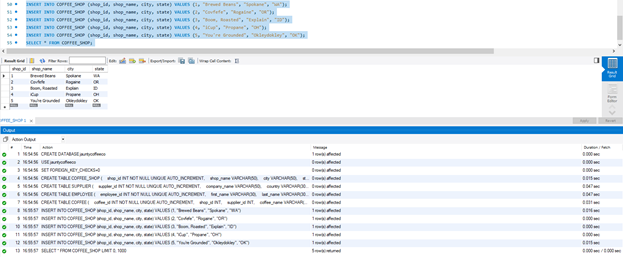 50 INSERT INTO COFFEE_SHOP (shop_id, shop_name, city, state) VALUES (1, "Brewed Beans", "Spokane", "WA");
51 INSERT INTO COFFEE_SHOP (shop_id, shop_name, city, state) VALUES (2, "Covfefe", "Rogaine", "OR");
52 INSERT INTO COFFEE_SHOP (shop_id, shop_name, city, state) VALUES (3, "Boom, Roasted", "Explain", "ID");
53 INSERT INTO COFFEE_SHOP (shop_id, shop_name, city, state) VALUES (4, "iCup", "Propane", "OH");
54 INSERT INTO COFFEE_SHOP (shop_id, shop_name, city, state) VALUES (5, "You're Grounded", "Okleydokley", "OK");
55 SELECT * FROM COFFEE_SHOP;
Result Grid Filter Rows: Edit: Export/Import: Wrap Cell Content:
shop_id shop_name city state
1 Brewed Beans Spokane WA
2 Covfefe Rogaine OR
3 Boom, Roasted Explain ID
4 iCup Propane OH
5 You're Grounded Okleydokley OK
NULL NULL NULL NULL
Result Grid
Form Editor
OFFEE_SHOP 1 Apply Revert
Output
Action Output
# Time Action Message Duration / Fetch
1 16:54:56 CREATE DATABASE jauntycoffeeco 1 row(s) affected 0.000 sec
2 16:54:56 USE jauntycoffeeco 0 row(s) affected 0.000 sec
3 16:54:56 SET FOREIGN_KEY_CHECKS=0 0 row(s) affected 0.000 sec
4 16:54:56 CREATE TABLE COFFEE_SHOP ( shop_id INT NOT NULL UNIQUE AUTO_INCREMENT, shop_name VARCHAR(50), city VARCHAR(50), st... 0 row(s) affected 0.015 sec
5 16:54:56 CREATE TABLE SUPPLIER ( supplier_id INT NOT NULL UNIQUE AUTO_INCREMENT, company_name VARCHAR(50), country VARCHAR(30... 0 row(s) affected 0.047 sec
6 16:54:56 CREATE TABLE EMPLOYEE ( employee_id INT NOT NULL UNIQUE AUTO_INCREMENT, first_name VARCHAR(30), last_name VARCHAR(30... 0 row(s) affected 0.047 sec
7 16:54:56 CREATE TABLE COFFEE ( coffee_id INT NOT NULL UNIQUE AUTO_INCREMENT, shop_id INT, supplier_id INT, coffee_name VARCHAR(... 0 row(s) affected 0.031 sec
8 16:55:57 INSERT INTO COFFEE_SHOP (shop_id, shop_name, city, state) VALUES (1, "Brewed Beans", "Spokane", "WA") 1 row(s) affected 0.016 sec
9 16:55:57 INSERT INTO COFFEE_SHOP (shop_id, shop_name, city, state) VALUES (2, "Covfefe", "Rogaine", "OR") 1 row(s) affected 0.000 sec
10 16:55:57 INSERT INTO COFFEE_SHOP (shop_id, shop_name, city, state) VALUES (3, "Boom, Roasted", "Explain", "ID") 1 row(s) affected 0.000 sec
11 16:55:57 INSERT INTO COFFEE_SHOP (shop_id, shop_name, city, state) VALUES (4, "iCup", "Propane", "OH") 1 row(s) affected 0.000 sec
12 16:55:57 INSERT INTO COFFEE_SHOP (shop_id, shop_name, city, state) VALUES (5, "You're Grounded", "Okleydokley", "OK") 1 row(s) affected 0.015 sec
13 16:55:57 SELECT * FROM COFFEE_SHOP LIMIT 0, 1000 5 row(s) returned 0.000 sec / 0.000 sec